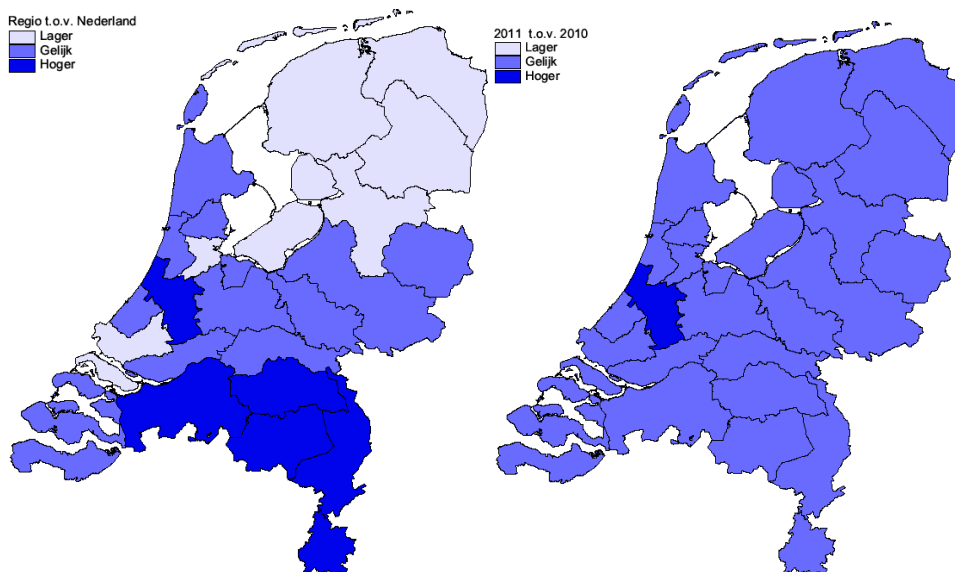 Regio t.o.v. Nederland
Lager
Gelijk
Hoger
2011 t.o.v. 2010
Lager
Gelijk
Hoger